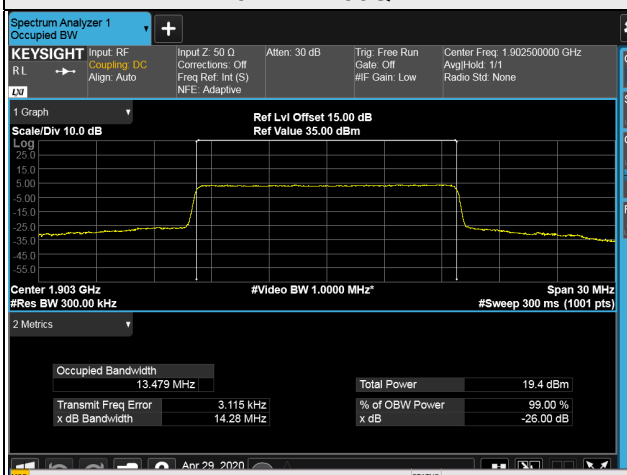 Spectrum Analyzer 1
Occupied BW
+
KEYSIGHT
RL
LXI
Input: RF
Coupling: DC
Align: Auto
Input Z: 50 Ω
Corrections: Off
Freq Ref: Int (S)
NFE: Adaptive
Atten: 30 dB
Trig: Free Run
Gate: Off
#IF Gain: Low
Center Freq: 1.902500000 GHz
Avg|Hold: 1/1
Radio Std: None
1 Graph
Scale/Div 10.0 dB
Ref Lvl Offset 15.00 dB
Ref Value 35.00 dBm
Log
25.0
15.0
5.00
-5.00
-15.0
-25.0
-35.0
-45.0
-55.0
Center 1.903 GHz
#Res BW 300.00 kHz
#Video BW 1.0000 MHz*
Span 30 MHz
#Sweep 300 ms (1001 pts)
2 Metrics
Occupied Bandwidth
13.479 MHz
Total Power 19.4 dBm
Transmit Freq Error 3.115 kHz
% of OBW Power 99.00 %
x dB Bandwidth 14.28 MHz
x dB -26.00 dB
Apr 29, 2020